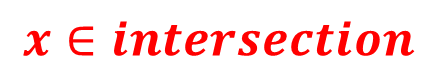 x ∈ intersection